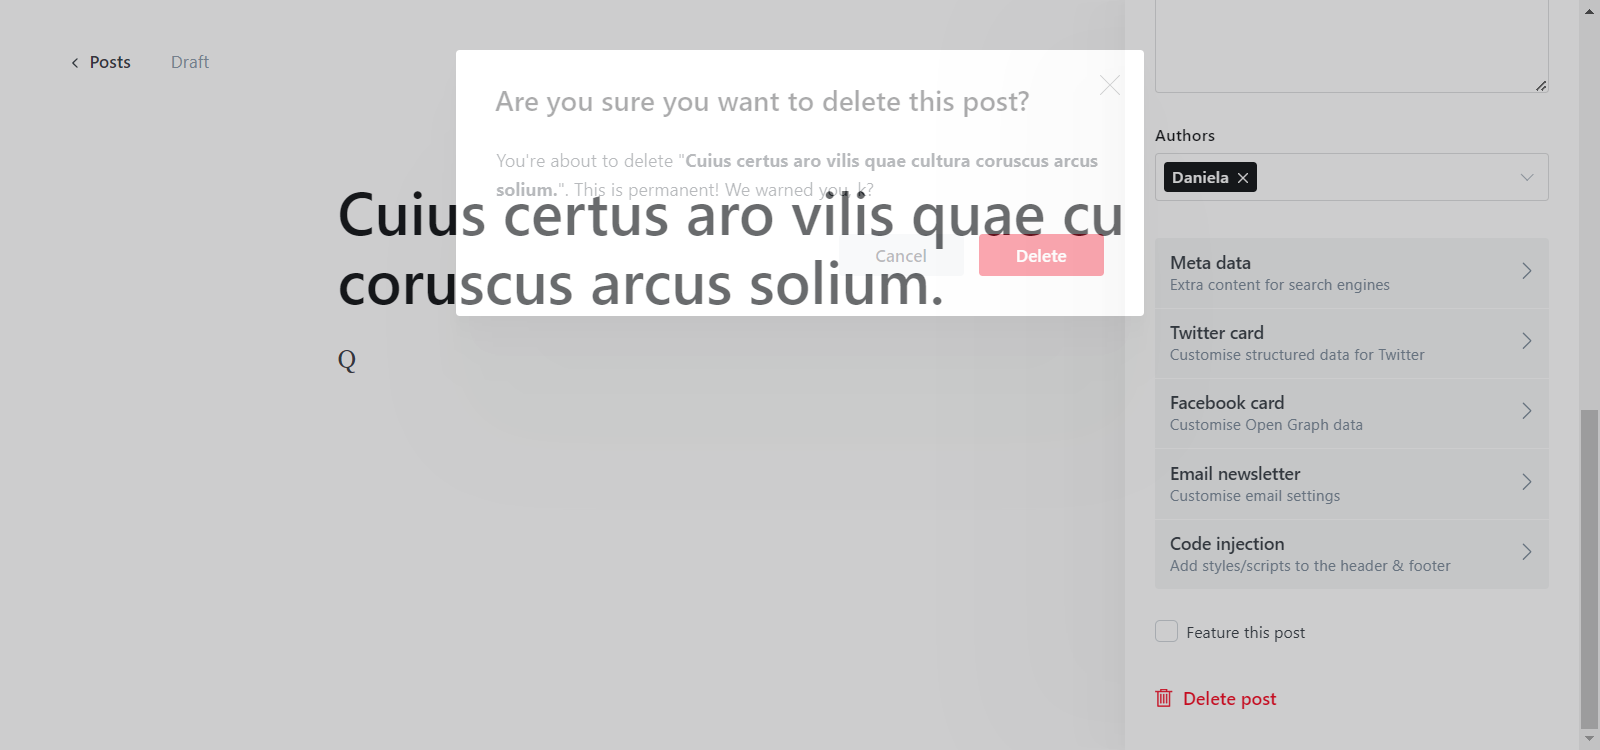 Posts
Draft
Are you sure you want to delete this post?
You're about to delete "Cuius certus aro vilis quae cultura coruscus arcus
solium.". This is permanent! We warned you, k?
Cancel
Delete
Cuius certus aro vilis quae cu
coruscus arcus solium.
Q
Authors
Daniela
Meta data
Extra content for search engines
Twitter card
Customise structured data for Twitter
Facebook card
Customise Open Graph data
Email newsletter
Customise email settings
Code injection
Add styles/scripts to the header & footer
Feature this post
Delete post